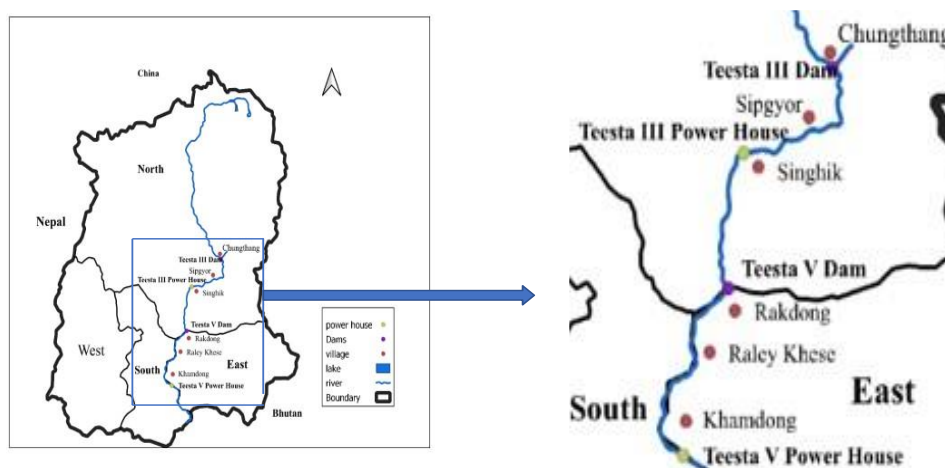 China
North
Nepal
Chungthang
Teesta III Dam
Sipgyor
Teesta III Power House
Singhik
Teesta V Dam
Rakdong
West
Raley Khese
South
East
Khamdong
Teesta V Power House
Bhutan
power house
Dams
village
lake
river
Boundary
Chungthang
Teesta III Dam
Sipgyor
Teesta III Power House
Singhik
Teesta V Dam
Rakdong
Raley Khese
South
East
Khamdong
Teesta V Power House